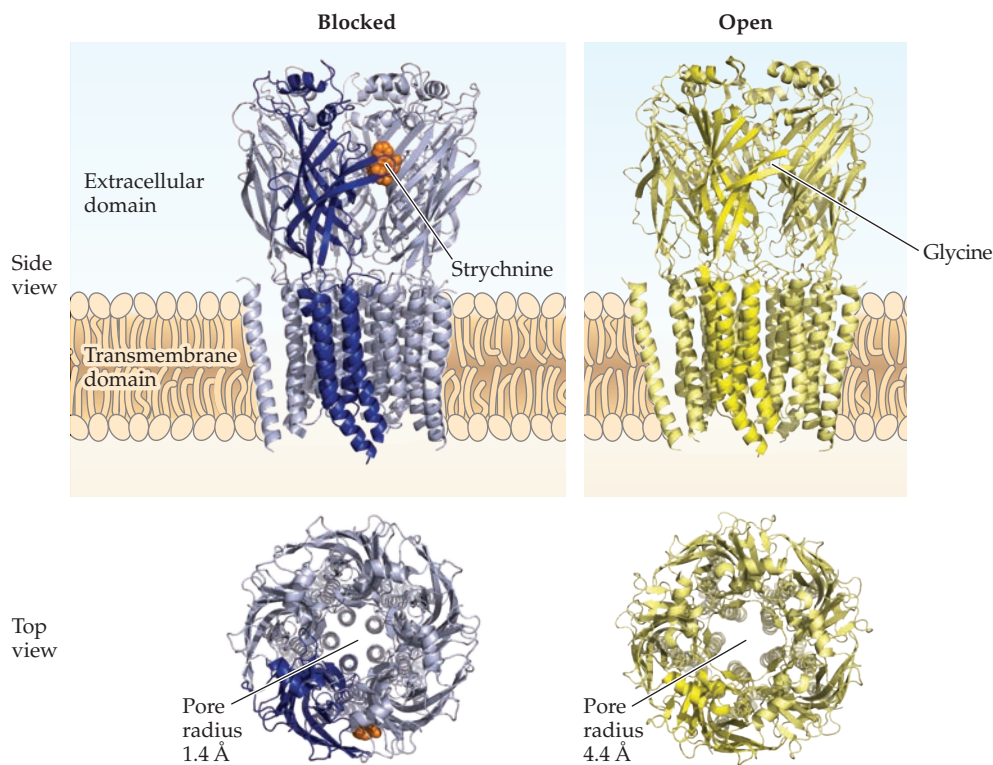 Blocked
Open
Extracellular
domain
Strychnine
Glycine
Side
view
Transmembrane
domain
Top
view
Pore
radius
1.4 Å
Pore
radius
4.4 Å